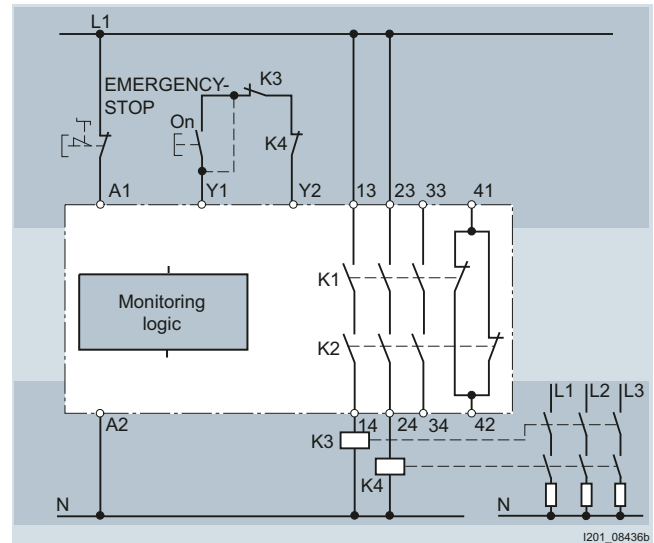 L1
EMERGENCY-
STOP
K3
On
K4
A1 Y1 Y2 13 23 33 41
K1
Monitoring
logic
K2
A2 14 24 34 42
L1 L2 L3
K3
K4
N N
I201_08436b